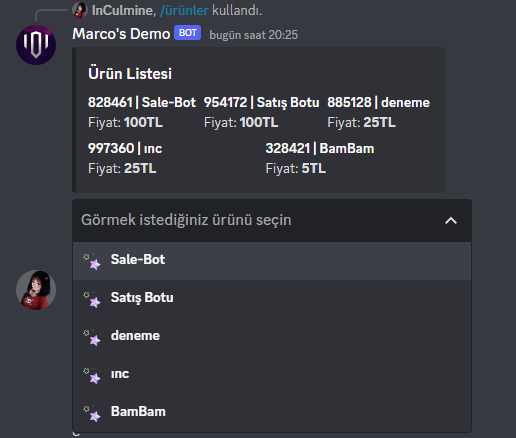 InCulmine, /ürünler kullandı.
Marco's Demo BOT bugün saat 20:25
Ürün Listesi
828461 | Sale-Bot 954172 | Satış Botu 885128 | deneme
Fiyat: 100TL Fiyat: 100TL Fiyat: 25TL
997360 | ınc 328421 | BamBam
Fiyat: 25TL Fiyat: 5TL
Görmek istediğiniz ürünü seçin
Sale-Bot
Satış Botu
deneme
ınc
BamBam